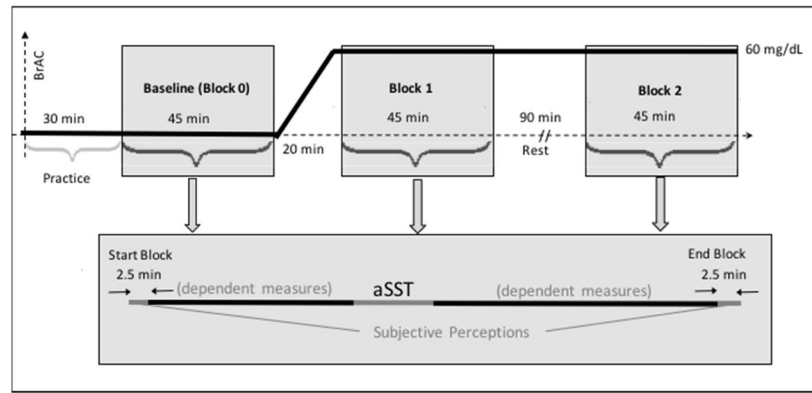 BrAC
60 mg/dL
Baseline (Block 0)
Block 1
Block 2
30 min
45 min
45 min
90 min
45 min
20 min
Rest
Practice
Start Block
End Block
2.5 min
2.5 min
(dependent measures)
aSST
(dependent measures)
Subjective Perceptions